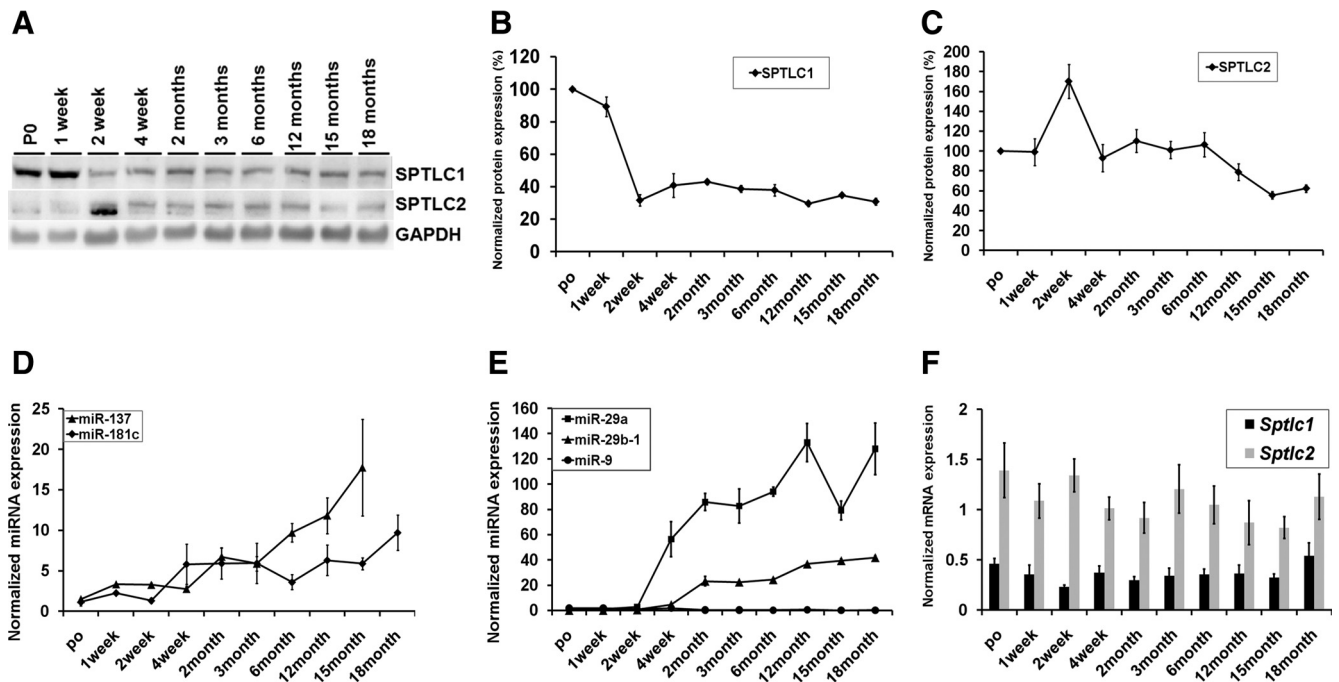 A
P0
1 week
2 week
4 week
2 months
3 months
6 months
12 months
15 months
18 months
SPTLC1
SPTLC2
GAPDH
B
Normalized protein expression (%)
120
100
80
60
40
20
0
SPTLC1
po
1week
2week
4week
2month
3month
6month
12month
15month
18month
C
Normalized protein expression (%)
200
180
160
140
120
100
80
60
40
20
0
SPTLC2
po
1week
2week
4week
2month
3month
6month
12month
15month
18month
D
Normalized miRNA expression
25
20
15
10
5
0
miR-137
miR-181c
po
1week
2week
4week
2month
3month
6month
12month
15month
18month
E
Normalized miRNA expression
160
140
120
100
80
60
40
20
0
miR-29a
miR-29b-1
miR-9
po
1week
2week
4week
2month
3month
6month
12month
15month
18month
F
Normalized mRNA expression
2
1.5
1
0.5
0
Sptlc1
Sptlc2
po
1week
2week
4week
2month
3month
6month
12month
15month
18month